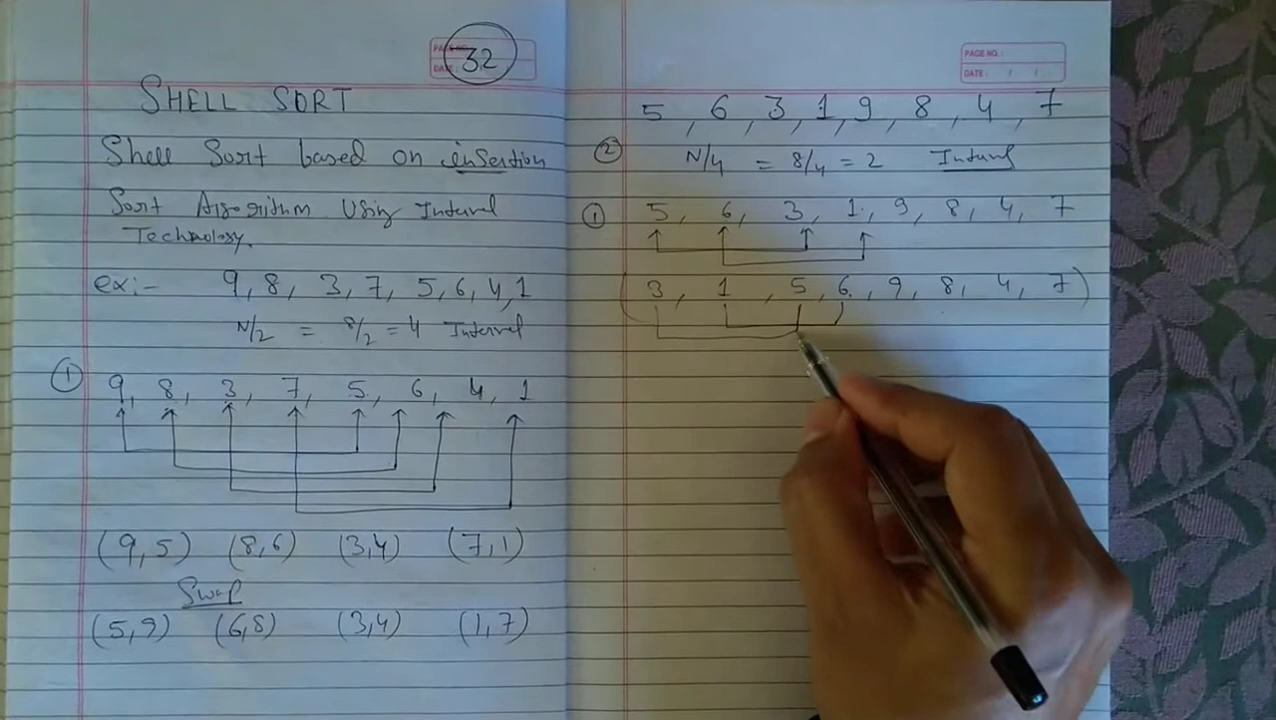 32
SHELL SORT
Shell Sort based on insertion
Sort Algorithm Using Interval
Technology.
ex:- 9, 8, 3, 7, 5, 6, 4, 1
N/2 = 8/2 = 4 Interval
① 9, 8, 3, 7, 5, 6, 4, 1
(9,5) (8,6) (3,4) (7,1)
Swap
(5,9) (6,8) (3,4) (1,7)
PAGE NO.:
DATE: / /
5, 6, 3, 1, 9, 8, 4, 7
② N/4 = 8/4 = 2 Interval
① 5, 6, 3, 1, 9, 8, 4, 7
(3, 1, 5, 6, 9, 8, 4, 7)